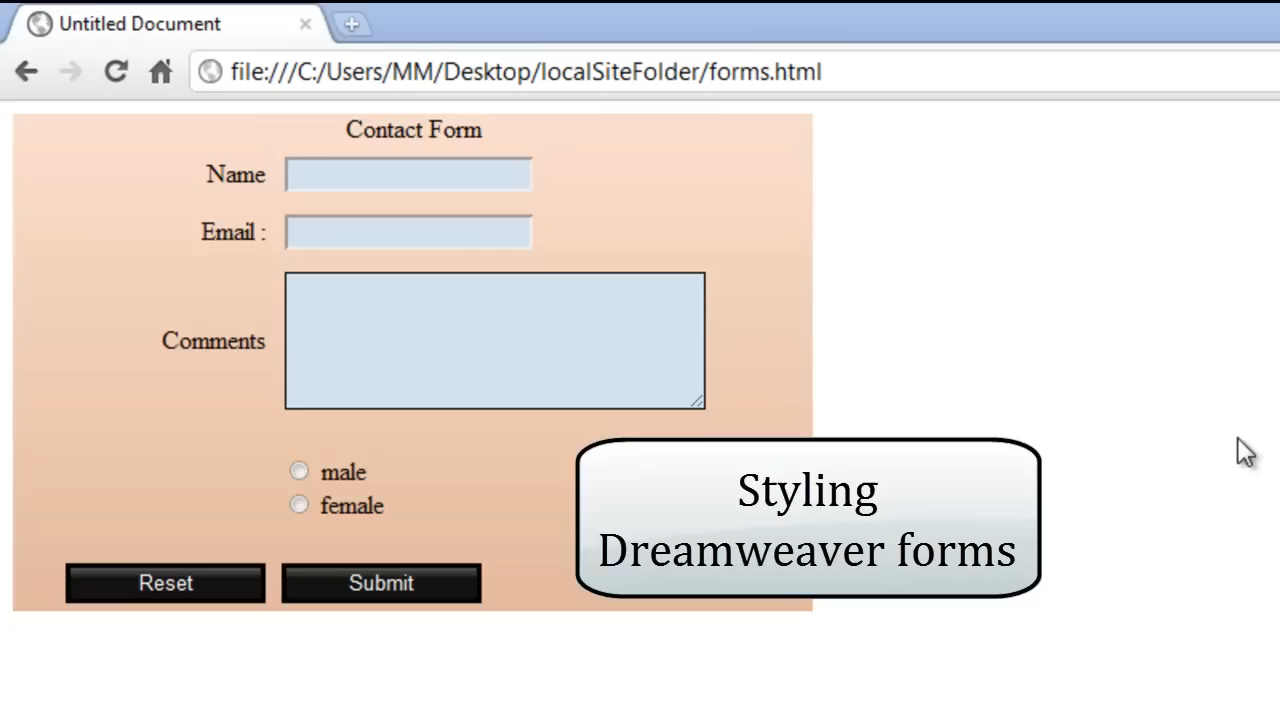 Untitled Document
file:///C:/Users/MM/Desktop/localSiteFolder/forms.html
Contact Form
Name
Email :
Comments
male
female
Reset Submit
Styling
Dreamweaver forms